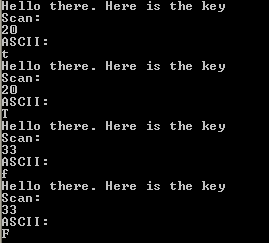 Hello there. Here is the key
Scan:
20
ASCII:
t
Hello there. Here is the key
Scan:
20
ASCII:
T
Hello there. Here is the key
Scan:
33
ASCII:
f
Hello there. Here is the key
Scan:
33
ASCII:
F